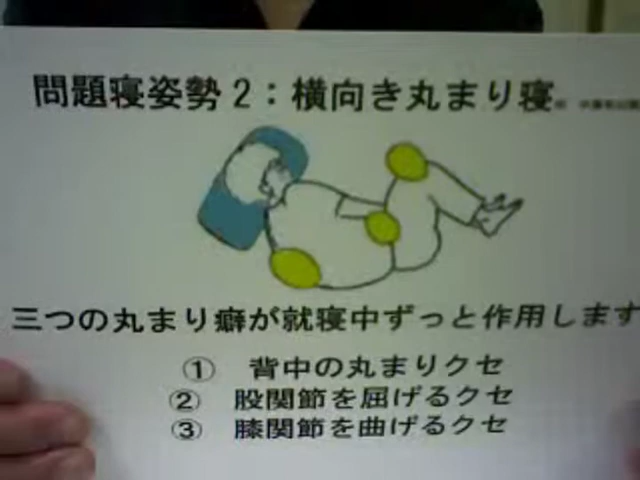 問題寝姿勢2：横向き丸まり寝
三つの丸まり癖が就寝中ずっと作用します
① 背中の丸まりクセ
② 股関節を屈げるクセ
③ 膝関節を曲げるクセ